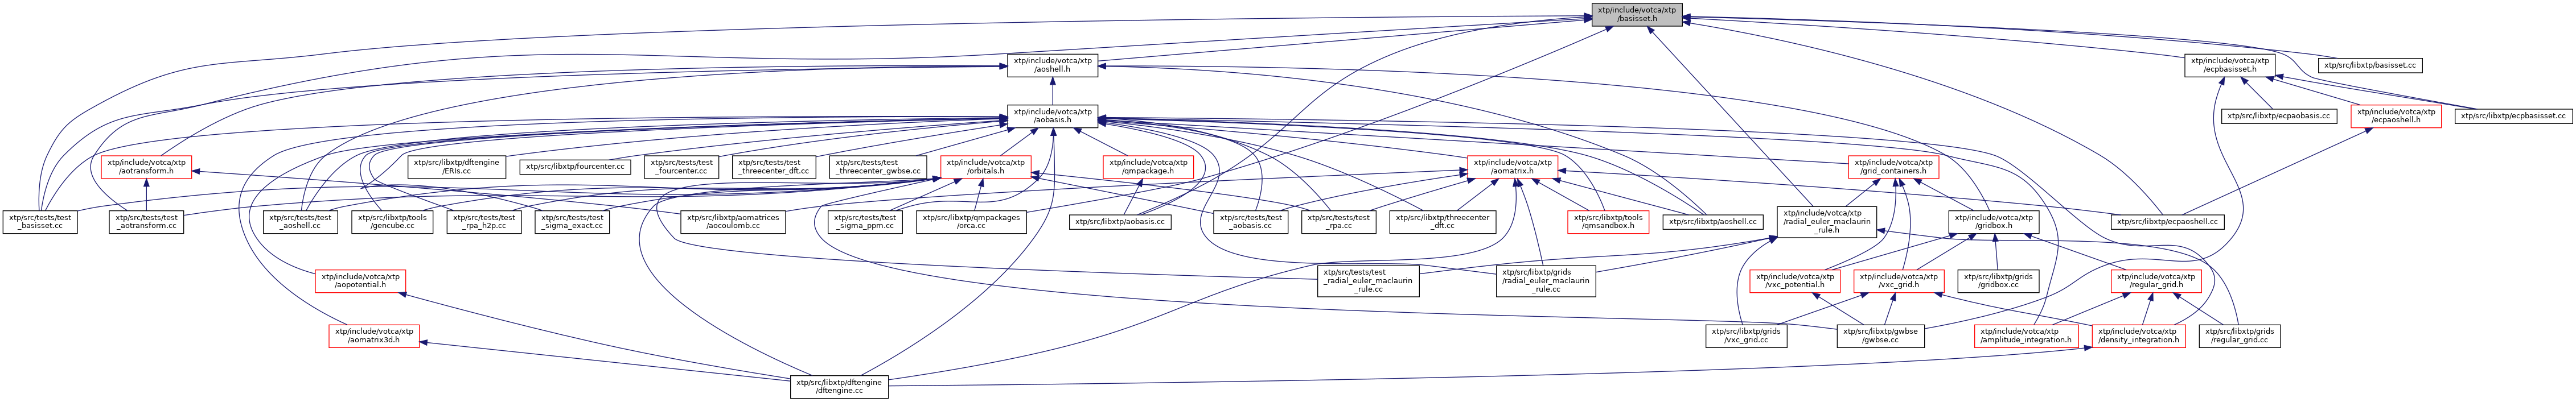 xtp/include/votca/xtp
/basisset.h
xtp/include/votca/xtp
/aoshell.h
xtp/include/votca/xtp
/ecpbasisset.h
xtp/src/libxtp/basisset.cc
xtp/include/votca/xtp
/aobasis.h
xtp/src/libxtp/ecpaobasis.cc
xtp/include/votca/xtp
/ecpaoshell.h
xtp/src/libxtp/ecpbasisset.cc
xtp/include/votca/xtp
/aotransform.h
xtp/src/libxtp/dftengine
/ERIs.cc
xtp/src/libxtp/fourcenter.cc
xtp/src/tests/test
_fourcenter.cc
xtp/src/tests/test
_threecenter_dft.cc
xtp/src/tests/test
_threecenter_gwbse.cc
xtp/include/votca/xtp
/orbitals.h
xtp/include/votca/xtp
/qmpackage.h
xtp/include/votca/xtp
/aomatrix.h
xtp/include/votca/xtp
/grid_containers.h
xtp/src/tests/test
_basisset.cc
xtp/src/tests/test
_aotransform.cc
xtp/src/tests/test
_aoshell.cc
xtp/src/libxtp/tools
/gencube.cc
xtp/src/tests/test
_rpa_h2p.cc
xtp/src/tests/test
_sigma_exact.cc
xtp/src/libxtp/aomatrices
/aocoulomb.cc
xtp/src/tests/test
_sigma_ppm.cc
xtp/src/libxtp/qmpackages
/orca.cc
xtp/src/libxtp/aobasis.cc
xtp/src/tests/test
_aobasis.cc
xtp/src/tests/test
_rpa.cc
xtp/src/libxtp/threecenter
_dft.cc
xtp/src/libxtp/tools
/qmsandbox.h
xtp/src/libxtp/aoshell.cc
xtp/include/votca/xtp
/radial_euler_maclaurin
_rule.h
xtp/include/votca/xtp
/gridbox.h
xtp/src/libxtp/ecpaoshell.cc
xtp/include/votca/xtp
/aopotential.h
xtp/src/tests/test
_radial_euler_maclaurin
_rule.cc
xtp/src/libxtp/grids
/radial_euler_maclaurin
_rule.cc
xtp/include/votca/xtp
/vxc_potential.h
xtp/include/votca/xtp
/vxc_grid.h
xtp/src/libxtp/grids
/gridbox.cc
xtp/include/votca/xtp
/regular_grid.h
xtp/include/votca/xtp
/aomatrix3d.h
xtp/src/libxtp/grids
/vxc_grid.cc
xtp/src/libxtp/gwbse
/gwbse.cc
xtp/include/votca/xtp
/amplitude_integration.h
xtp/include/votca/xtp
/density_integration.h
xtp/src/libxtp/grids
/regular_grid.cc
xtp/src/libxtp/dftengine
/dftengine.cc